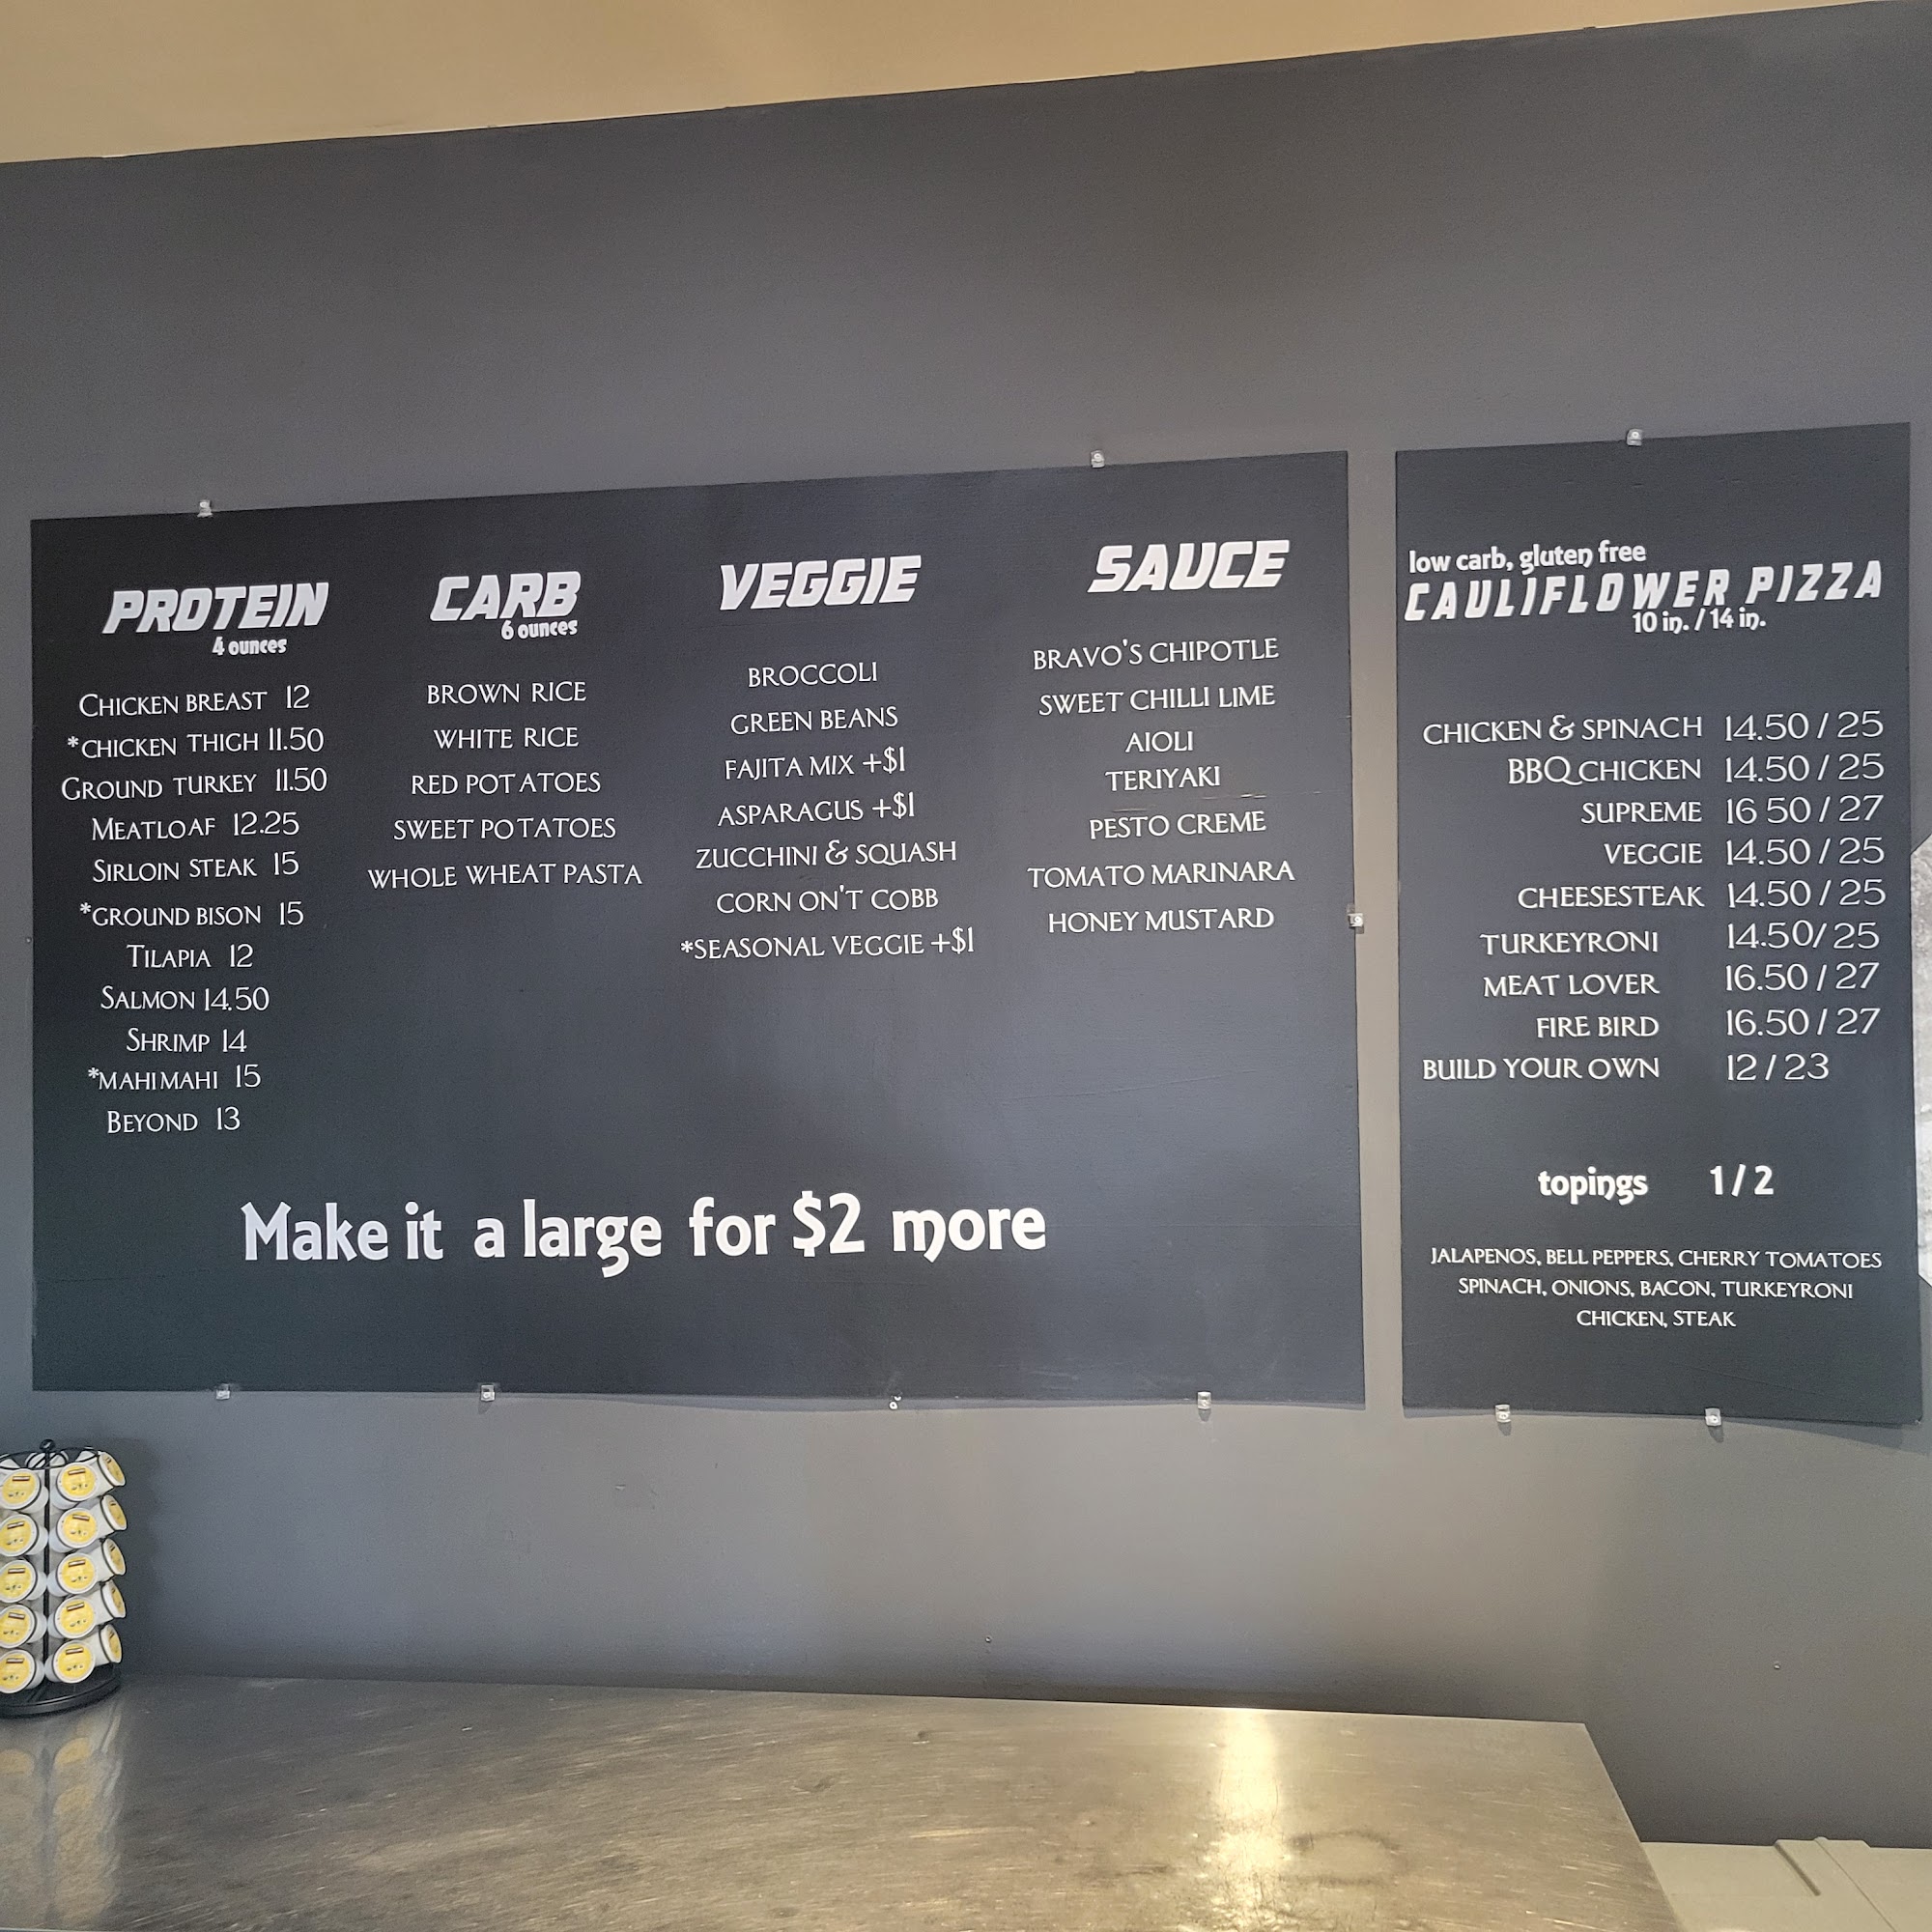 PROTEIN
4 ounces
CHICKEN BREAST 12
*CHICKEN THIGH 11.50
GROUND TURKEY 11.50
MEATLOAF 12.25
SIRLOIN STEAK 15
*GROUND BISON 15
TILAPIA 12
SALMON 14.50
SHRIMP 14
*MAHI MAHI 15
BEYOND 13
CARB
6 ounces
BROWN RICE
WHITE RICE
RED POTATOES
SWEET POTATOES
WHOLE WHEAT PASTA
VEGGIE
BROCCOLI
GREEN BEANS
FAJITA MIX +$1
ASPARAGUS +$1
ZUCCHINI & SQUASH
CORN ON'T COBB
*SEASONAL VEGGIE +$1
SAUCE
BRAVO'S CHIPOTLE
SWEET CHILLI LIME
AIOLI
TERIYAKI
PESTO CREME
TOMATO MARINARA
HONEY MUSTARD
Make it a large for $2 more
low carb, gluten free
CAULIFLOWER PIZZA
10 in. / 14 in.
CHICKEN & SPINACH 14.50 / 25
BBQ CHICKEN 14.50 / 25
SUPREME 16 50 / 27
VEGGIE 14.50 / 25
CHEESESTEAK 14.50 / 25
TURKEYRONI 14.50/ 25
MEAT LOVER 16.50 / 27
FIRE BIRD 16.50 / 27
BUILD YOUR OWN 12 / 23
topings 1 / 2
JALAPENOS, BELL PEPPERS, CHERRY TOMATOES
SPINACH, ONIONS, BACON, TURKEYRONI
CHICKEN, STEAK